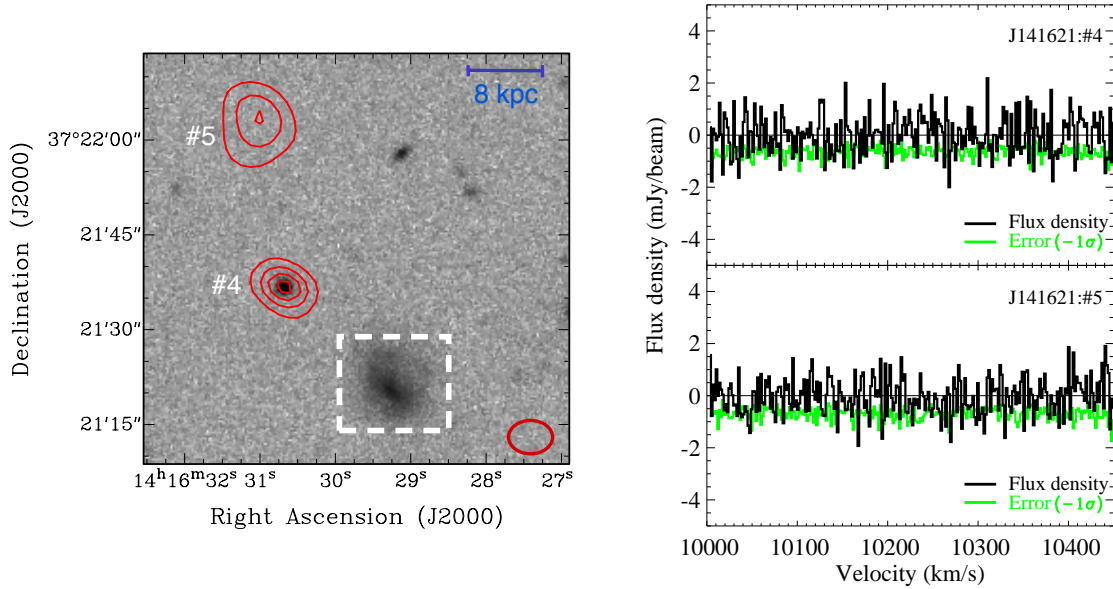 8 kpc
#5
#4
37°22′00″
21′45″
21′30″
21′15″
14ʰ16ᵐ32ˢ 31ˢ 30ˢ 29ˢ 28ˢ 27ˢ
Right Ascension (J2000)
Declination (J2000)
J141621:#4
4
2
0
-2
-4
Flux density
Error(-1σ)
J141621:#5
4
2
0
-2
-4
Flux density
Error(-1σ)
10000 10100 10200 10300 10400
Velocity (km/s)
Flux density (mJy/beam)